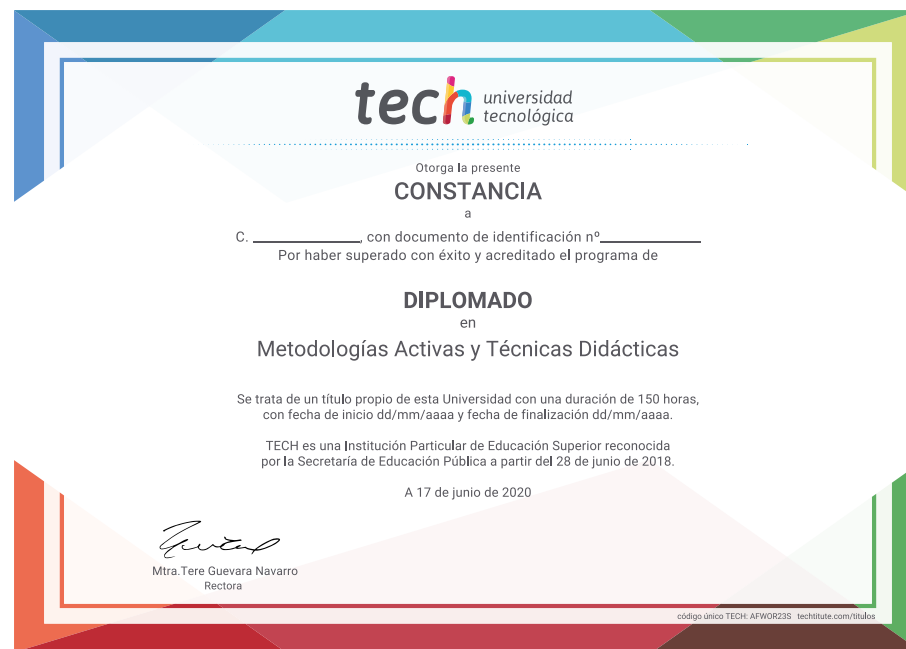 tech universidad
tecnológica
Otorga la presente
CONSTANCIA
a
C. ______________, con documento de identificación nº_____________
Por haber superado con éxito y acreditado el programa de
DIPLOMADO
en
Metodologías Activas y Técnicas Didácticas
Se trata de un título propio de esta Universidad con una duración de 150 horas,
con fecha de inicio dd/mm/aaaa y fecha de finalización dd/mm/aaaa.
TECH es una Institución Particular de Educación Superior reconocida
por la Secretaría de Educación Pública a partir del 28 de junio de 2018.
A 17 de junio de 2020
Mtra.Tere Guevara Navarro
Rectora
código único TECH: AFWOR23S techtitute.com/titulos